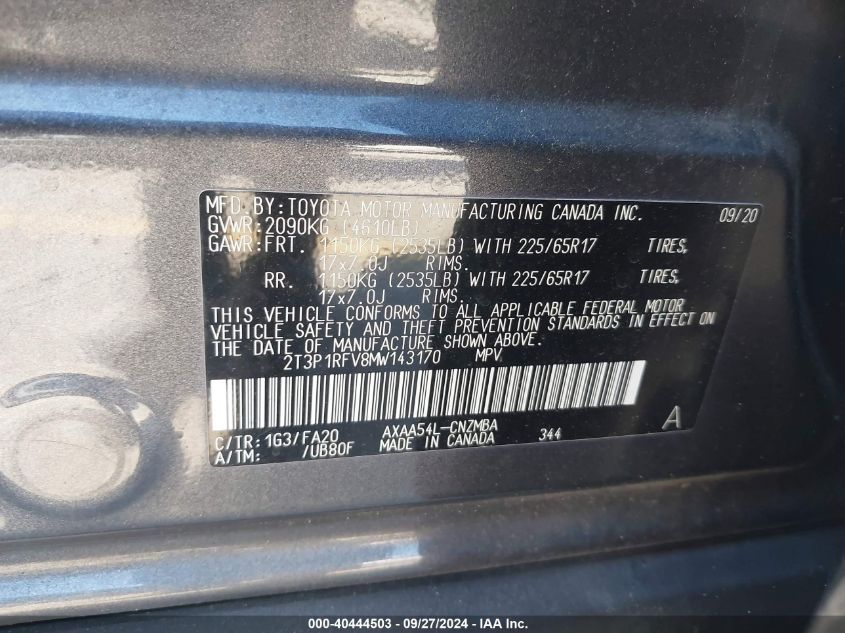 MFD BY: TOYOTA MOTOR MANUFACTURING CANADA INC. 09/20
GVWR: 2090KG (4610LB)
GAWR: FRT. 1150KG (2535LB) WITH 225/65R17 TIRES,
17x7.0J RIMS.
RR. 1150KG (2535LB) WITH 225/65R17 TIRES,
17x7.0J RIMS.
THIS VEHICLE CONFORMS TO ALL APPLICABLE FEDERAL MOTOR
VEHICLE SAFETY AND THEFT PREVENTION STANDARDS IN EFFECT ON
THE DATE OF MANUFACTURE SHOWN ABOVE.
2T3P1RFV8MW143170 MPV
C/TR: 1G3/FA20 AXAA54L-CNZMBA A
A/TM: /UB80F MADE IN CANADA 344
000-40444503 - 09/27/2024 - IAA Inc.